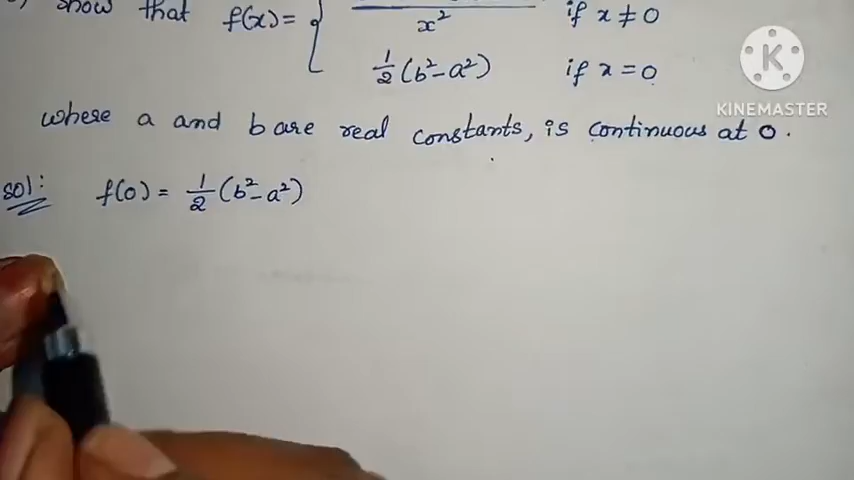 show that f(x) = { x² if x ≠ 0
½(b²-a²) if x = 0
where a and b are real constants, is continuous at 0.
sol: f(0) = ½(b²-a²)
K
KINEMASTER